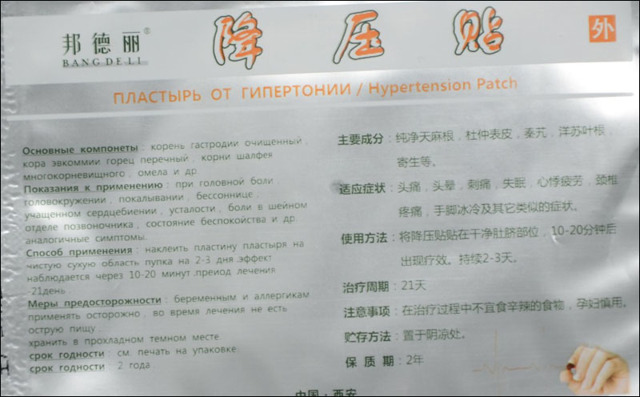 邦德丽®
BANG DE LI
降压贴
外
ПЛАСТЫРЬ ОТ ГИПЕРТОНИИ / Hypertension Patch
Основные компонеты : корень гастродии очищенный ,
кора эвкоммии горец перечный , корни шалфея
многокорневищного , омела и др
Показания к применению : при головной боли
головокружении , покалывании , бессоннице ,
учащенном сердцебиении , усталости , боли в шейном
отделе позвоночника , состояние беспокойства и др.
аналогичные симптомы.
Способ применения : наклеить пластину пластыря на
чистую сухую область пупка на 2-3 дня.эффект
наблюдается через 10-20 минут.преиод лечения
-21день
Меры предосторожности : беременным и аллергикам
применять осторожно , во время лечения не есть
острую пищу
хранить в прохладном темном месте.
срок годности : см. печать на упаковке.
срок годности : 2 года
主要成分：纯净天麻根，杜仲表皮，秦艽，洋苏叶根，
寄生等。
适应症状：头痛，头晕，刺痛，失眠，心悸疲劳，颈椎
疼痛，手脚冰冷及其它类似的症状。
使用方法：将降压贴贴在干净肚脐部位，10-20分钟后
出现疗效。持续2-3天。
治疗周期：21天
注意事项：在治疗过程中不宜食辛辣的食物，孕妇慎用。
贮存方法：置于阴凉处。
保 质 期：2年
中国·西安